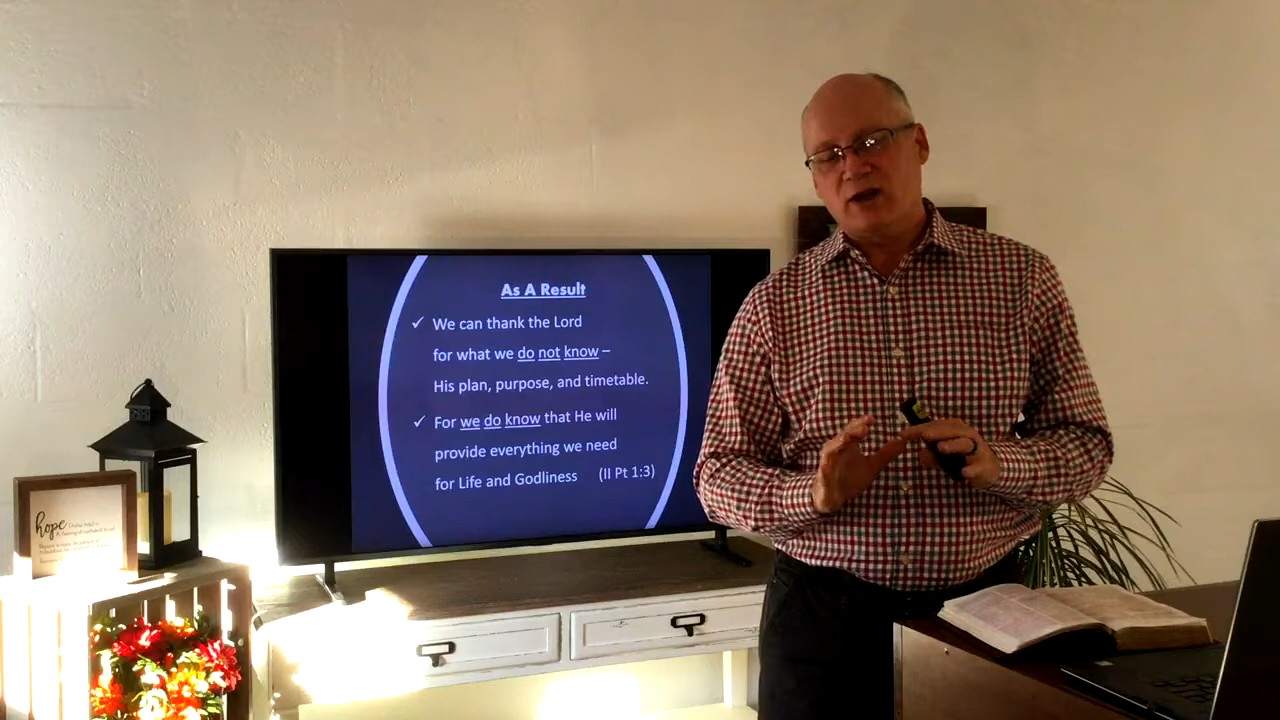 As A Result
✓ We can thank the Lord
for what we do not know –
His plan, purpose, and timetable.
✓ For we do know that He will
provide everything we need
for Life and Godliness (II Pt 1:3)
hope